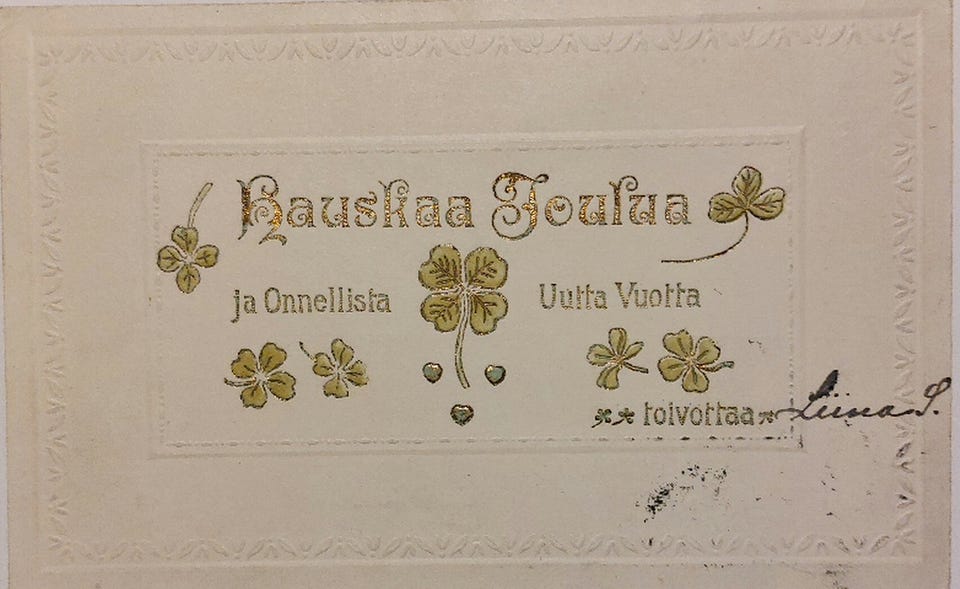 Hauskaa Joulua
ja Onnellista Uutta Vuotta
toivottaa Liina S.